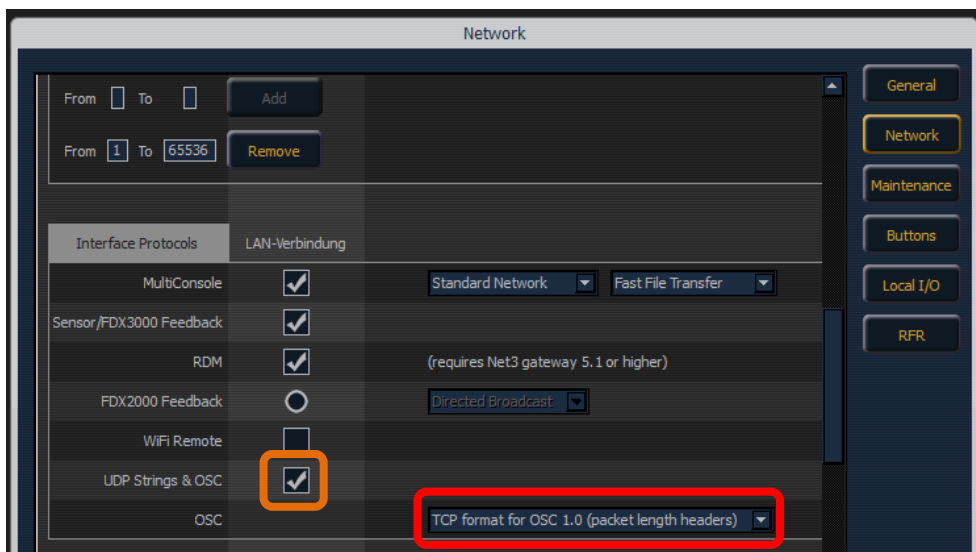 Network
From To Add
From 1 To 65536 Remove
General
Network
Maintenance
Buttons
Local I/O
RFR
Interface Protocols LAN-Verbindung
MultiConsole Standard Network Fast File Transfer
Sensor/FDX3000 Feedback
RDM (requires Net3 gateway 5.1 or higher)
FDX2000 Feedback Directed Broadcast
WiFi Remote
UDP Strings & OSC
OSC TCP format for OSC 1.0 (packet length headers)